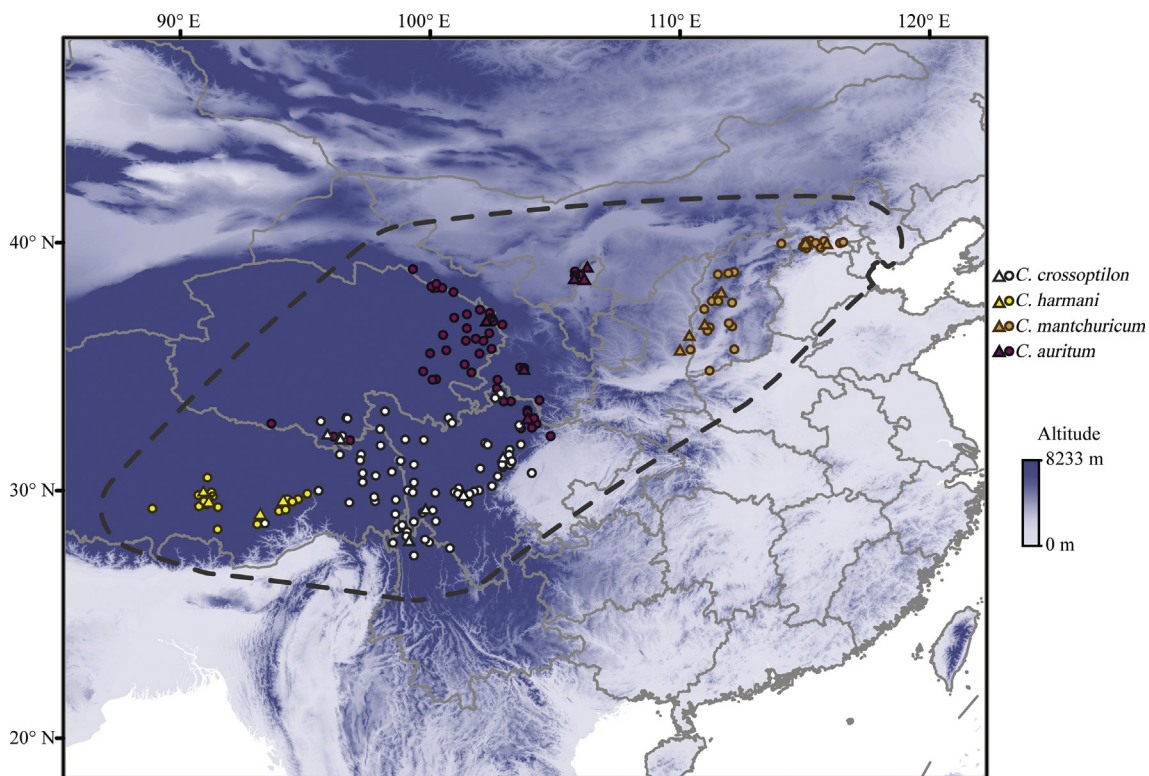 90° E 100° E 110° E 120° E
40° N
30° N
20° N
C. crossoptilon
C. harmani
C. mantchuricum
C. auritum
Altitude
8233 m
0 m